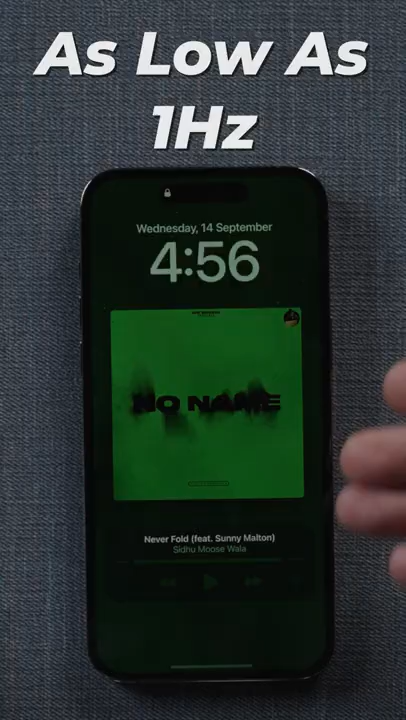 As Low As
1Hz
Wednesday, 14 September
4:56
NO NAME
Never Fold (feat. Sunny Malton)
Sidhu Moose Wala